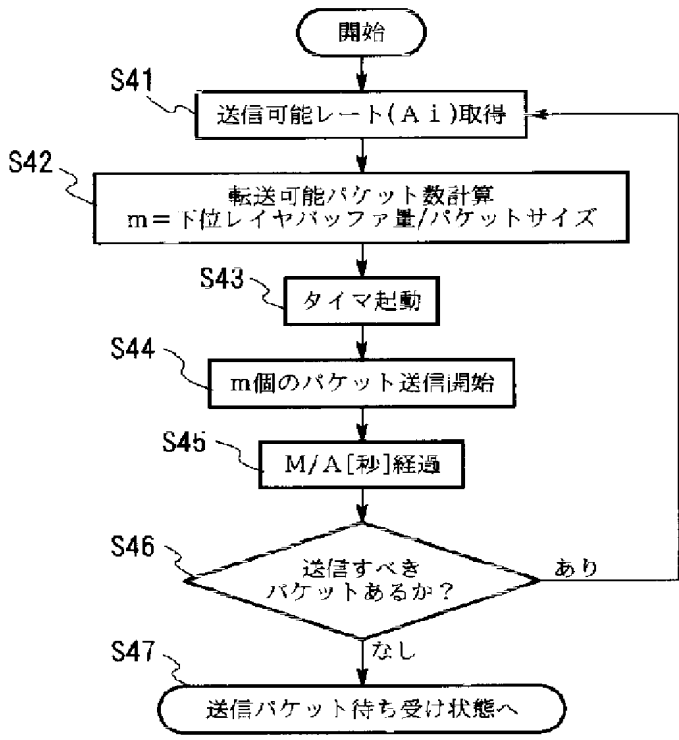 開始
S41
送信可能レート(Ai)取得
S42
転送可能パケット数計算
m=下位レイヤバッファ量/パケットサイズ
S43
タイマ起動
S44
m個のパケット送信開始
S45
M/A[秒]経過
S46
送信すべき
パケットあるか?
あり
なし
S47
送信パケット待ち受け状態へ